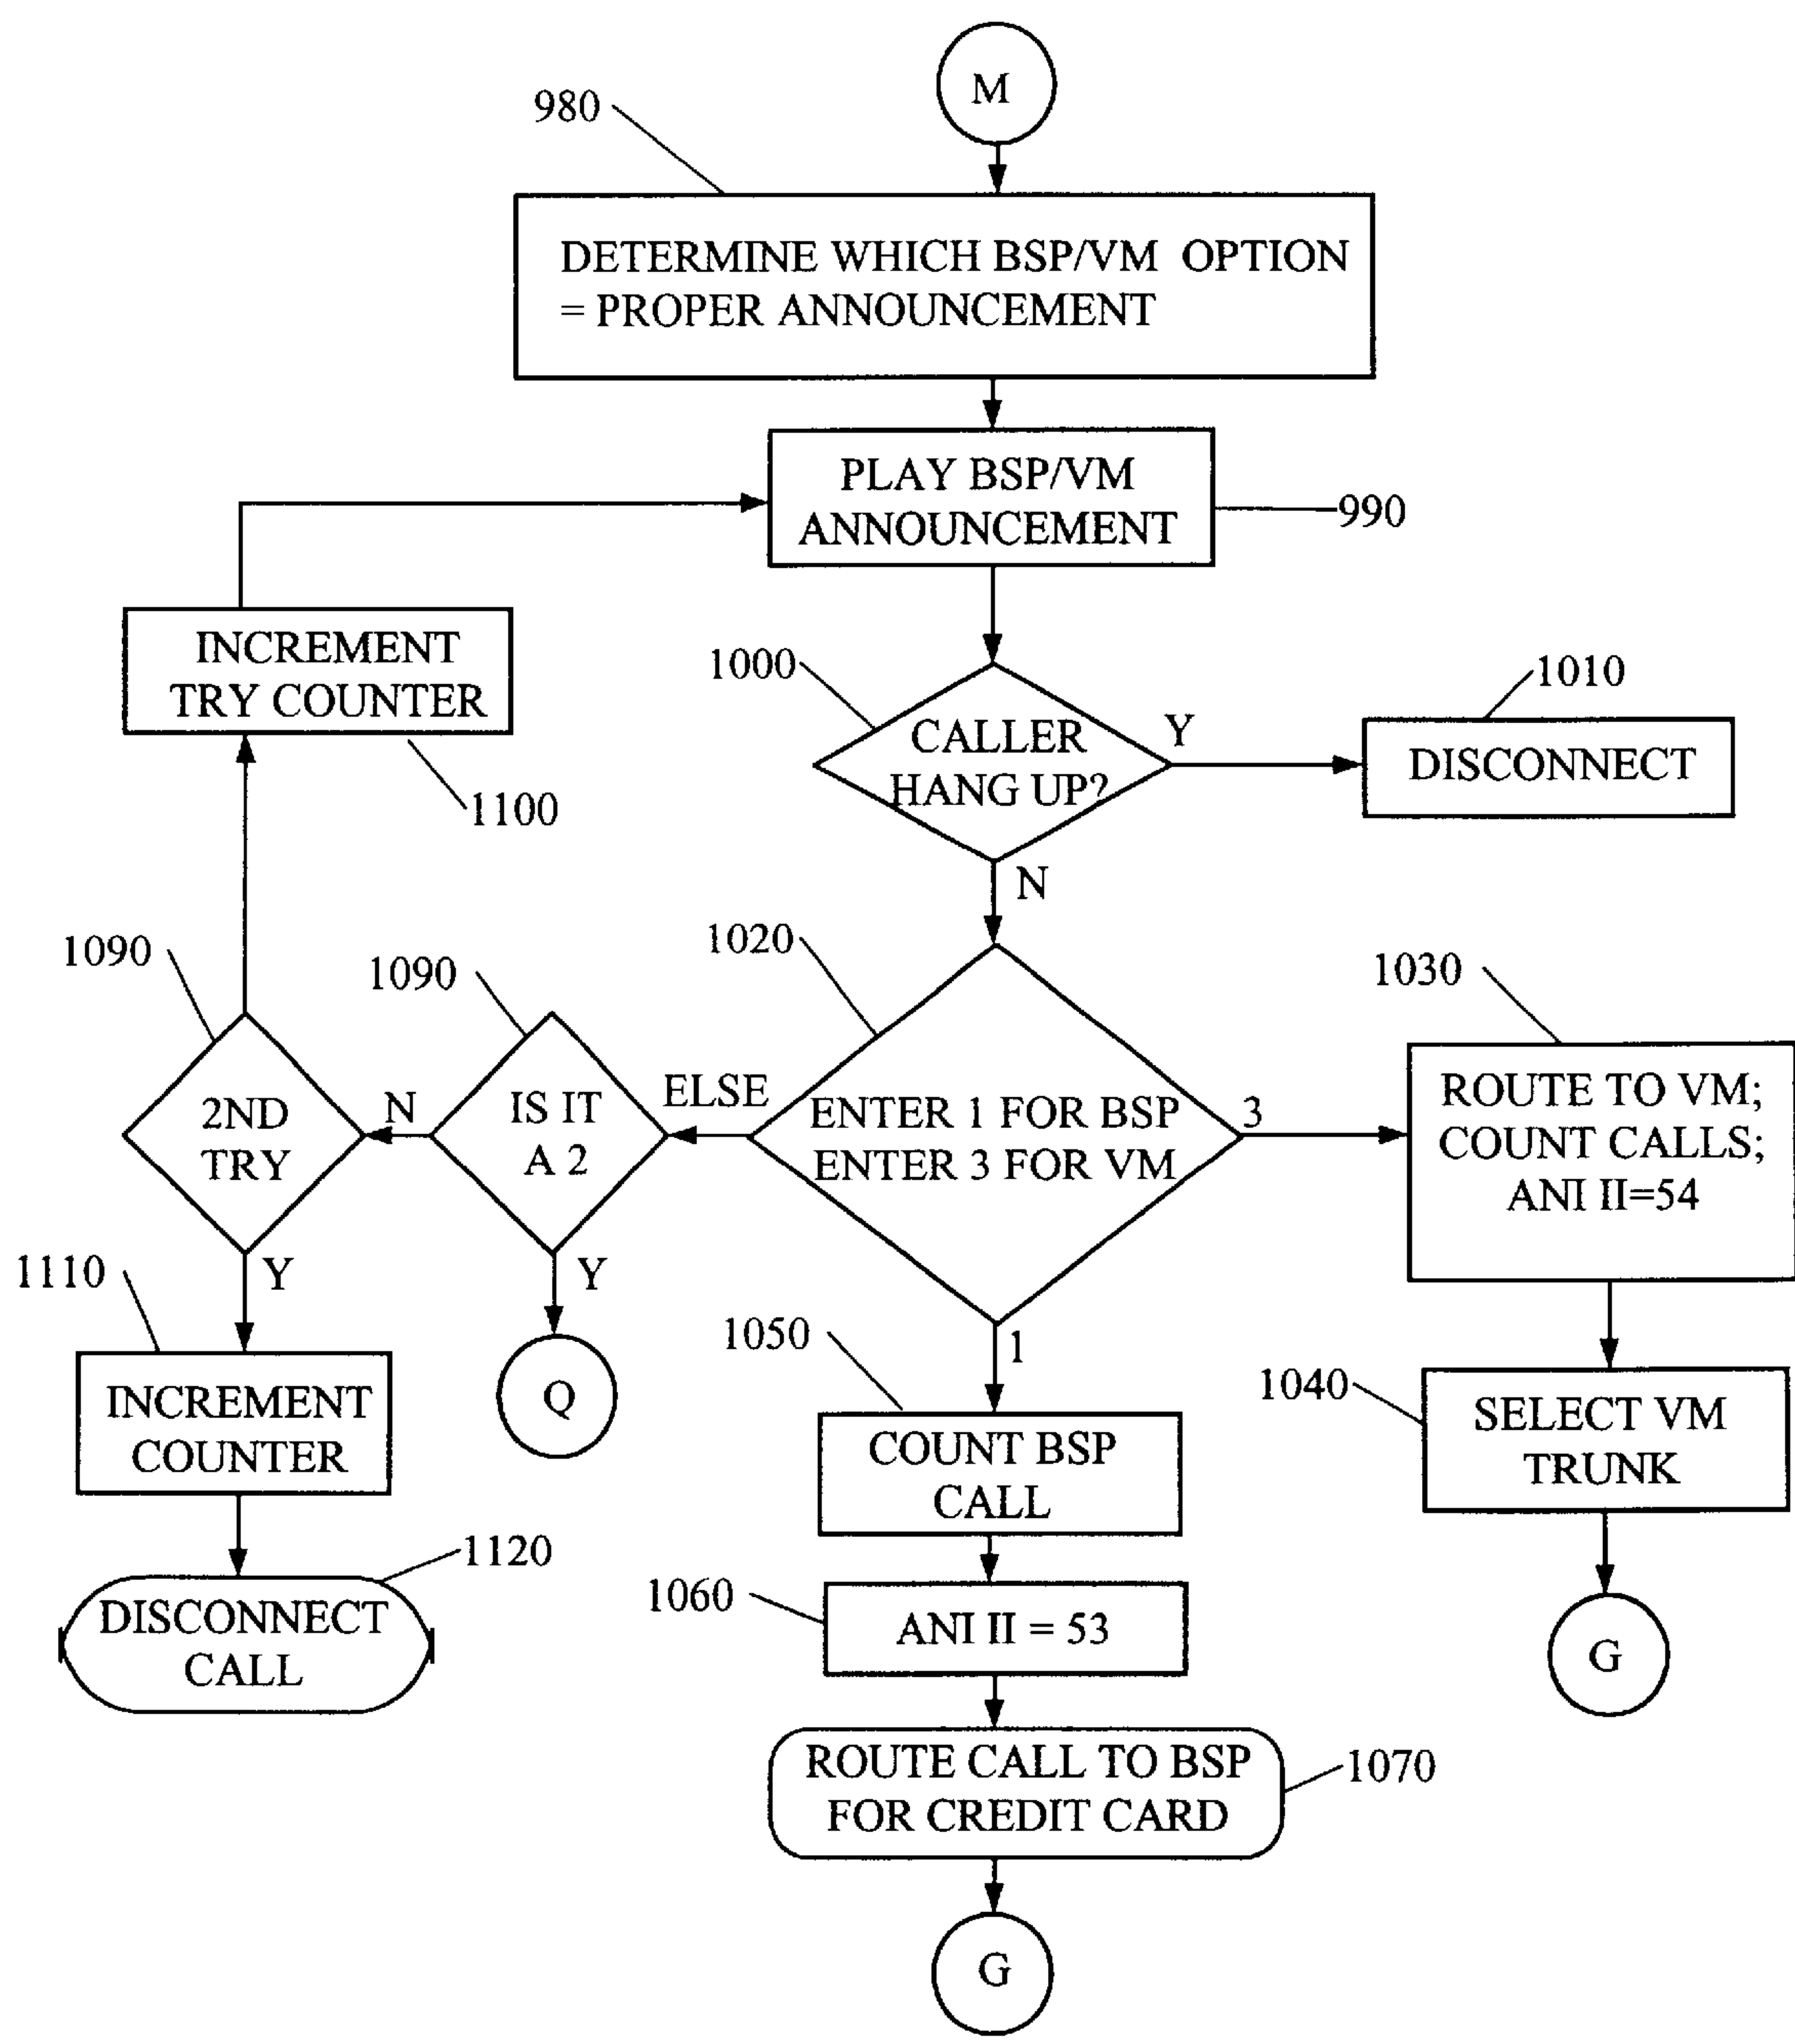 M
980
DETERMINE WHICH BSP/VM OPTION
= PROPER ANNOUNCEMENT
PLAY BSP/VM
ANNOUNCEMENT
990
INCREMENT
TRY COUNTER
1100
1000
CALLER
HANG UP?
Y
1010
DISCONNECT
N
1090
2ND
TRY
N
1090
IS IT
A 2
ELSE
1020
ENTER 1 FOR BSP
ENTER 3 FOR VM
3
1030
ROUTE TO VM;
COUNT CALLS;
ANI II=54
Y
1110
INCREMENT
COUNTER
1120
DISCONNECT
CALL
Y
Q
1
1050
COUNT BSP
CALL
1060
ANI II = 53
ROUTE CALL TO BSP
FOR CREDIT CARD
1070
G
1040
SELECT VM
TRUNK
G